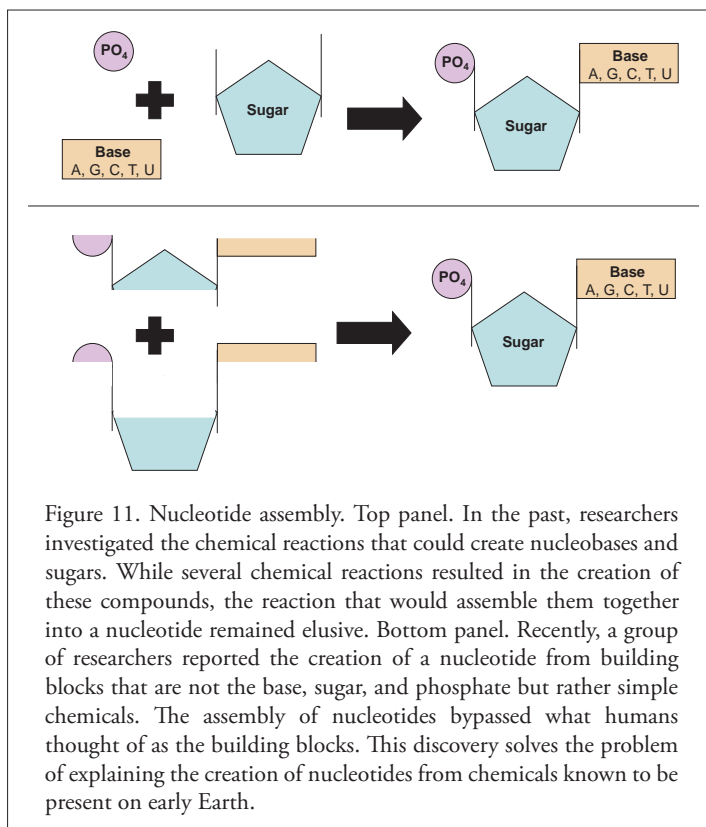 PO4
Sugar
Base
A, G, C, T, U
PO4
Base
A, G, C, T, U
Sugar
PO4
Base
A, G, C, T, U
Sugar
Figure 11. Nucleotide assembly. Top panel. In the past, researchers
investigated the chemical reactions that could create nucleobases and
sugars. While several chemical reactions resulted in the creation of
these compounds, the reaction that would assemble them together
into a nucleotide remained elusive. Bottom panel. Recently, a group
of researchers reported the creation of a nucleotide from building
blocks that are not the base, sugar, and phosphate but rather simple
chemicals. The assembly of nucleotides bypassed what humans
thought of as the building blocks. This discovery solves the problem
of explaining the creation of nucleotides from chemicals known to be
present on early Earth.